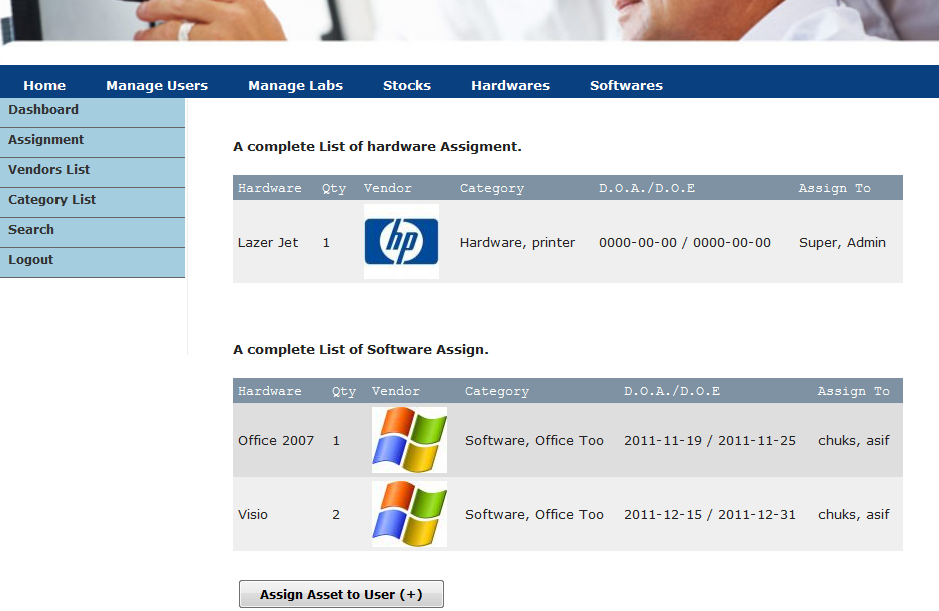 Home Manage Users Manage Labs Stocks Hardwares Softwares
Dashboard
Assignment
Vendors List
Category List
Search
Logout
A complete List of hardware Assigment.
Hardware Qty Vendor Category D.O.A./D.O.E Assign To
Lazer Jet 1 hp Hardware, printer 0000-00-00 / 0000-00-00 Super, Admin
A complete List of Software Assign.
Hardware Qty Vendor Category D.O.A./D.O.E Assign To
Office 2007 1 Software, Office Too 2011-11-19 / 2011-11-25 chuks, asif
Visio 2 Software, Office Too 2011-12-15 / 2011-12-31 chuks, asif
Assign Asset to User (+)